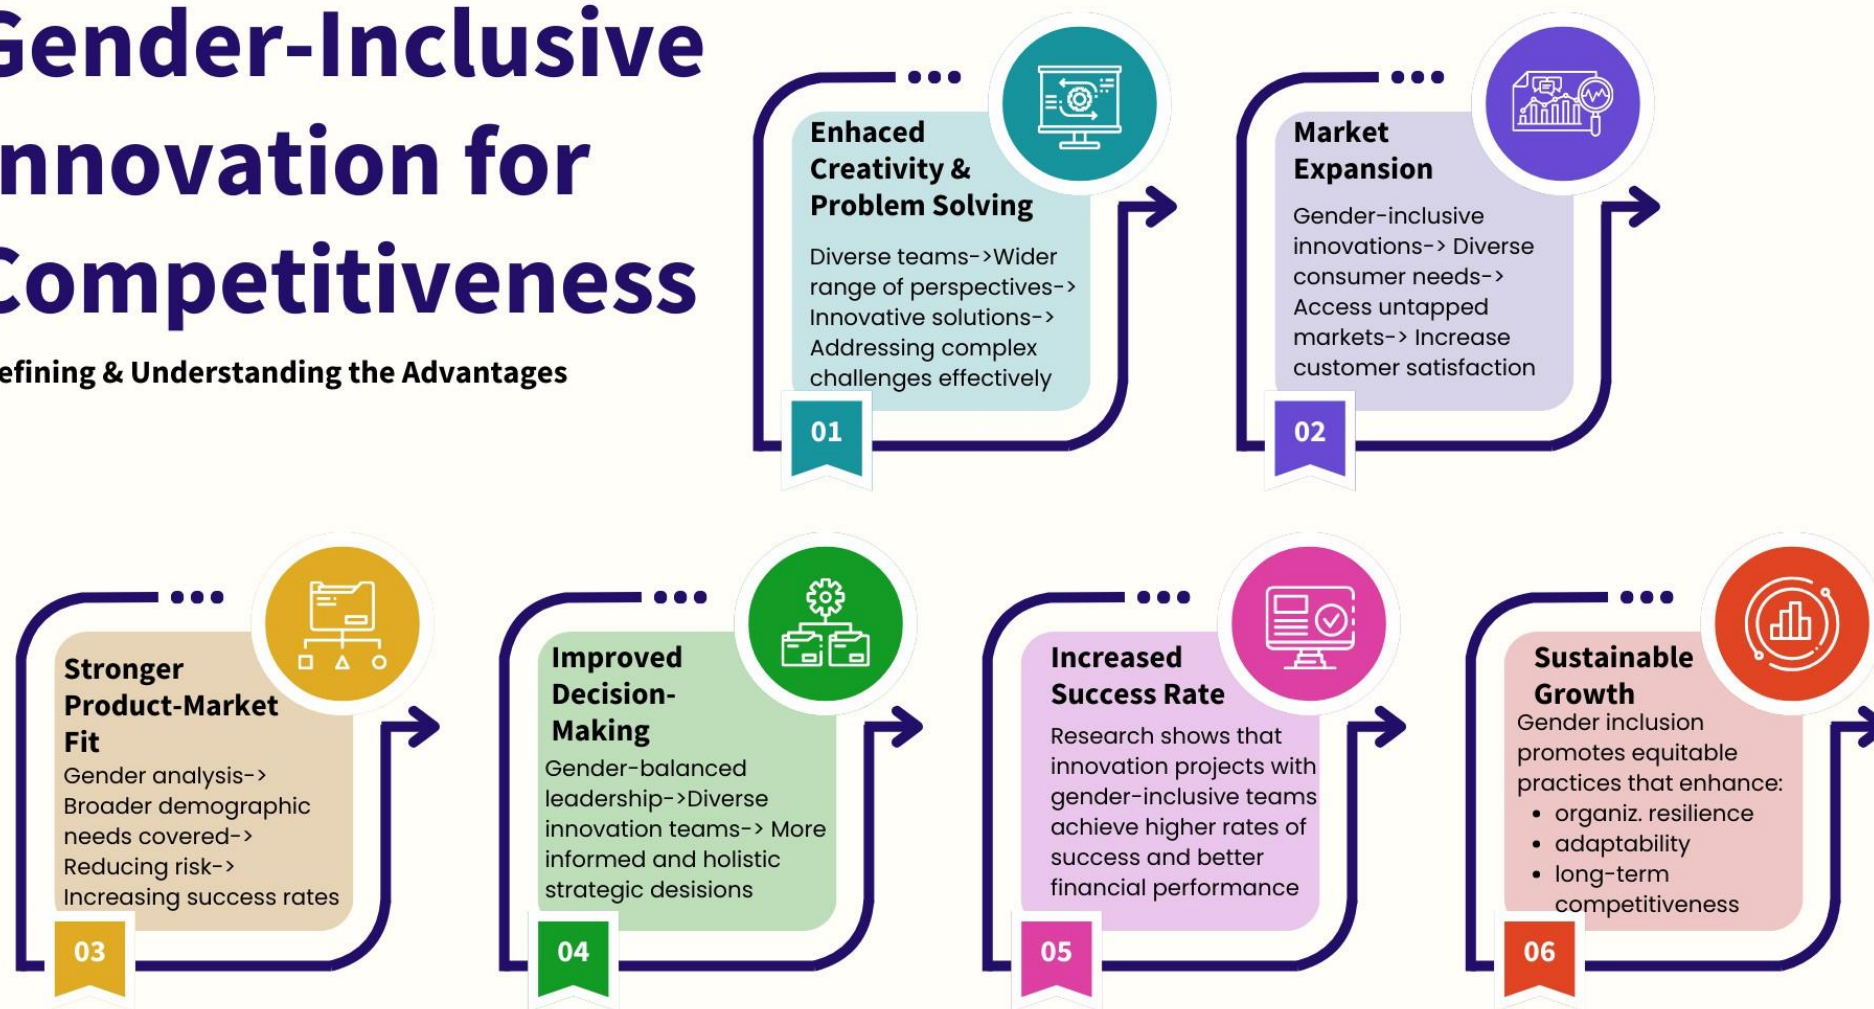 Gender-Inclusive
Innovation for
Competitiveness
efining & Understanding the Advantages
Enhaced
Creativity &
Problem Solving
Diverse teams->Wider
range of perspectives->
Innovative solutions->
Addressing complex
challenges effectively
01
Market
Expansion
Gender-inclusive
innovations-> Diverse
consumer needs->
Access untapped
markets-> Increase
customer satisfaction
02
Stronger
Product-Market
Fit
Gender analysis->
Broader demographic
needs covered->
Reducing risk->
Increasing success rates
03
Improved
Decision-
Making
Gender-balanced
leadership->Diverse
innovation teams-> More
informed and holistic
strategic desisions
04
Increased
Success Rate
Research shows that
innovation projects with
gender-inclusive teams
achieve higher rates of
success and better
financial performance
05
Sustainable
Growth
Gender inclusion
promotes equitable
practices that enhance:
• organiz. resilience
• adaptability
• long-term
competitiveness
06